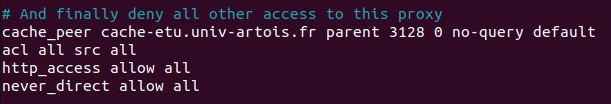 # And finally deny all other access to this proxy
cache_peer cache-etu.univ-artois.fr parent 3128 0 no-query default
acl all src all
http_access allow all
never_direct allow all